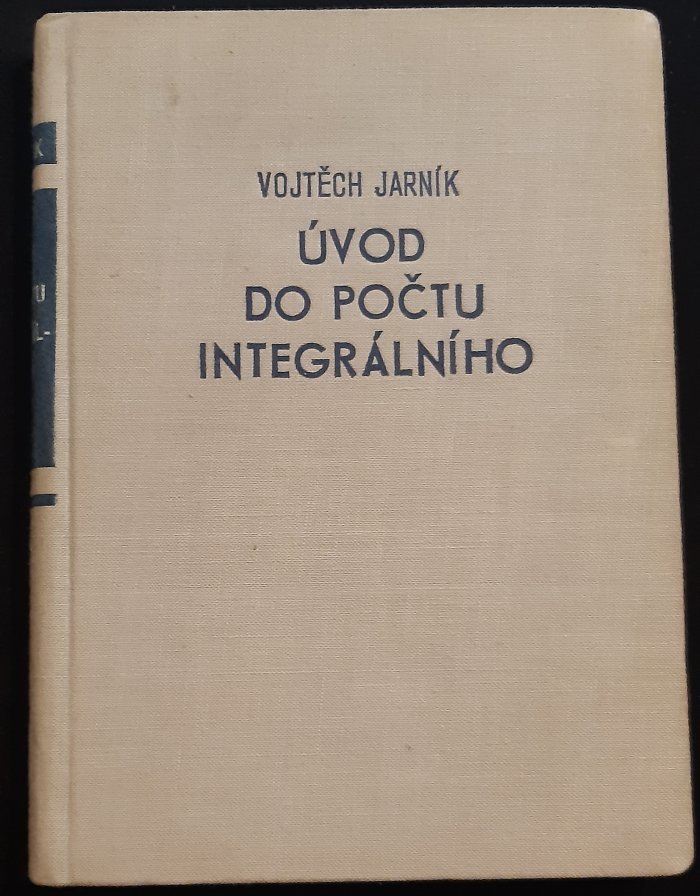 VOJTĚCH JARNÍK
ÚVOD
DO POČTU
INTEGRÁLNÍHO